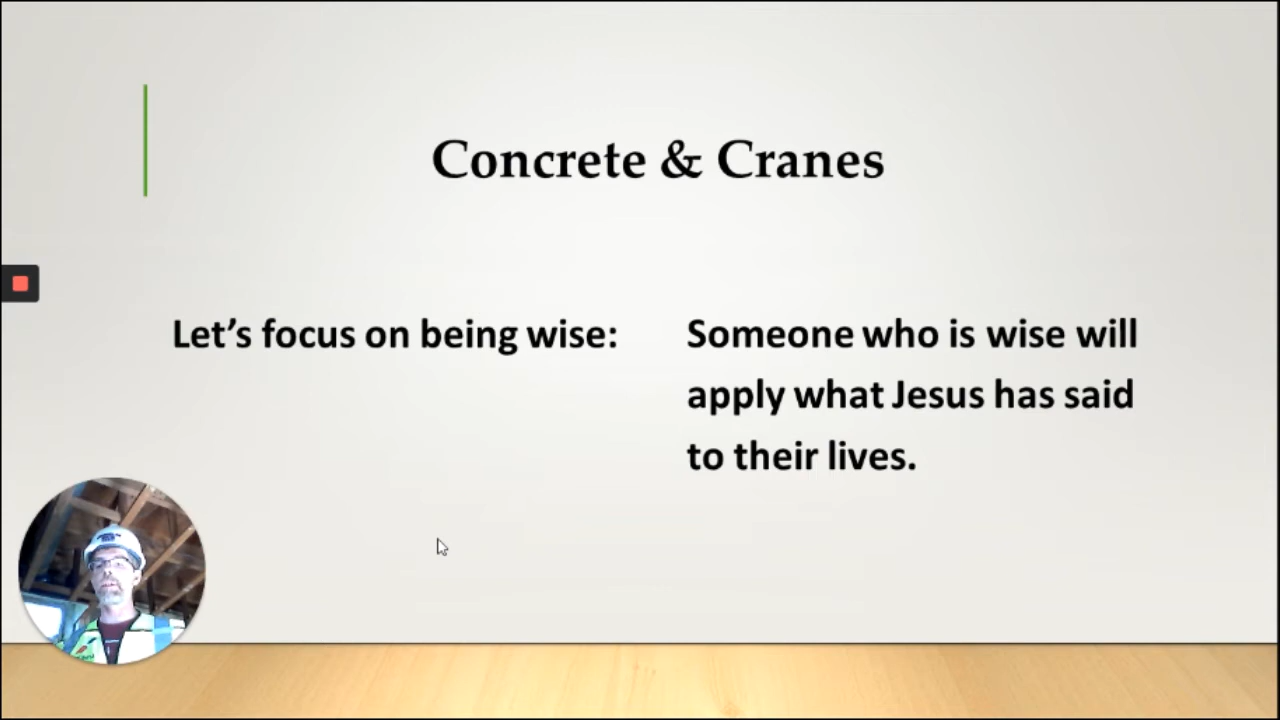 Concrete & Cranes
Let’s focus on being wise:
Someone who is wise will
apply what Jesus has said
to their lives.